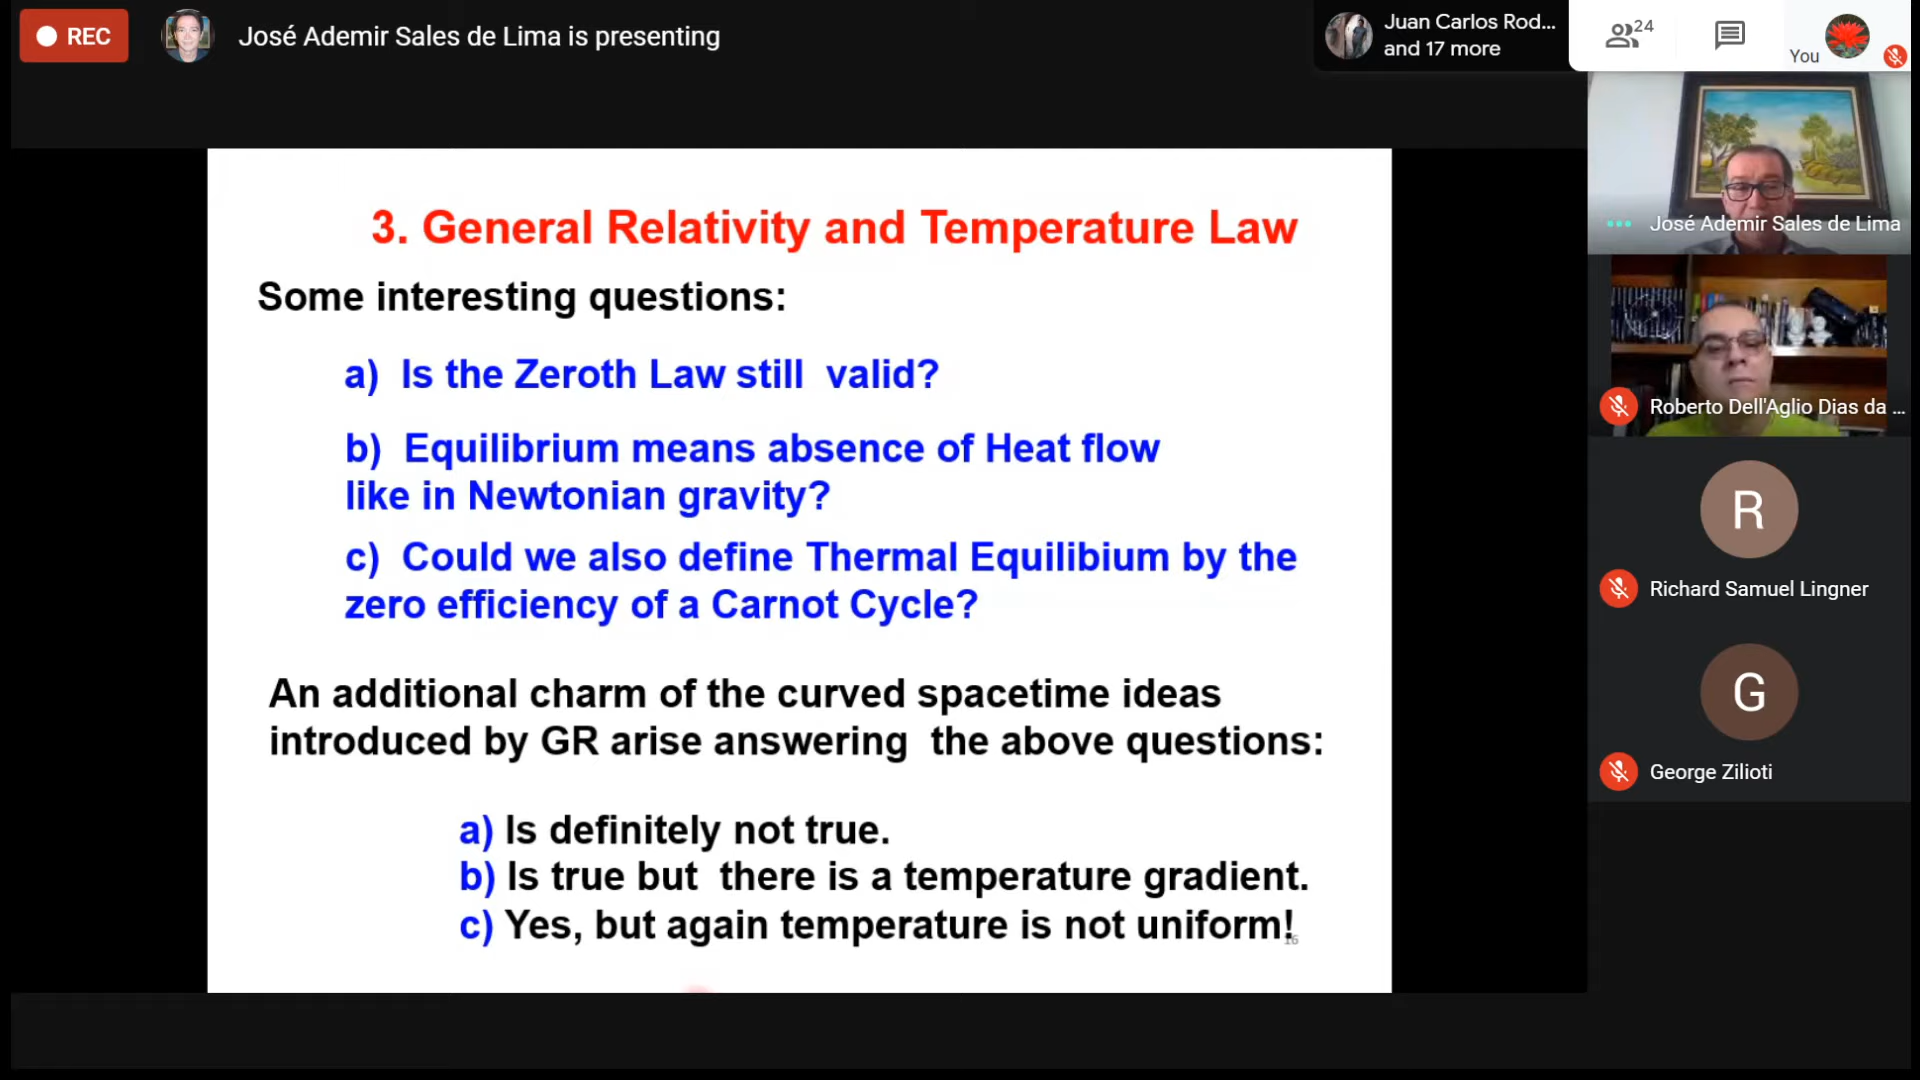 REC
José Ademir Sales de Lima is presenting
Juan Carlos Rod...
and 17 more
24
You
3. General Relativity and Temperature Law
Some interesting questions:
a) Is the Zeroth Law still valid?
b) Equilibrium means absence of Heat flow
like in Newtonian gravity?
c) Could we also define Thermal Equilibium by the
zero efficiency of a Carnot Cycle?
An additional charm of the curved spacetime ideas
introduced by GR arise answering the above questions:
a) Is definitely not true.
b) Is true but there is a temperature gradient.
c) Yes, but again temperature is not uniform!
16
José Ademir Sales de Lima
Roberto Dell'Aglio Dias da ...
R
Richard Samuel Lingner
G
George Zilioti